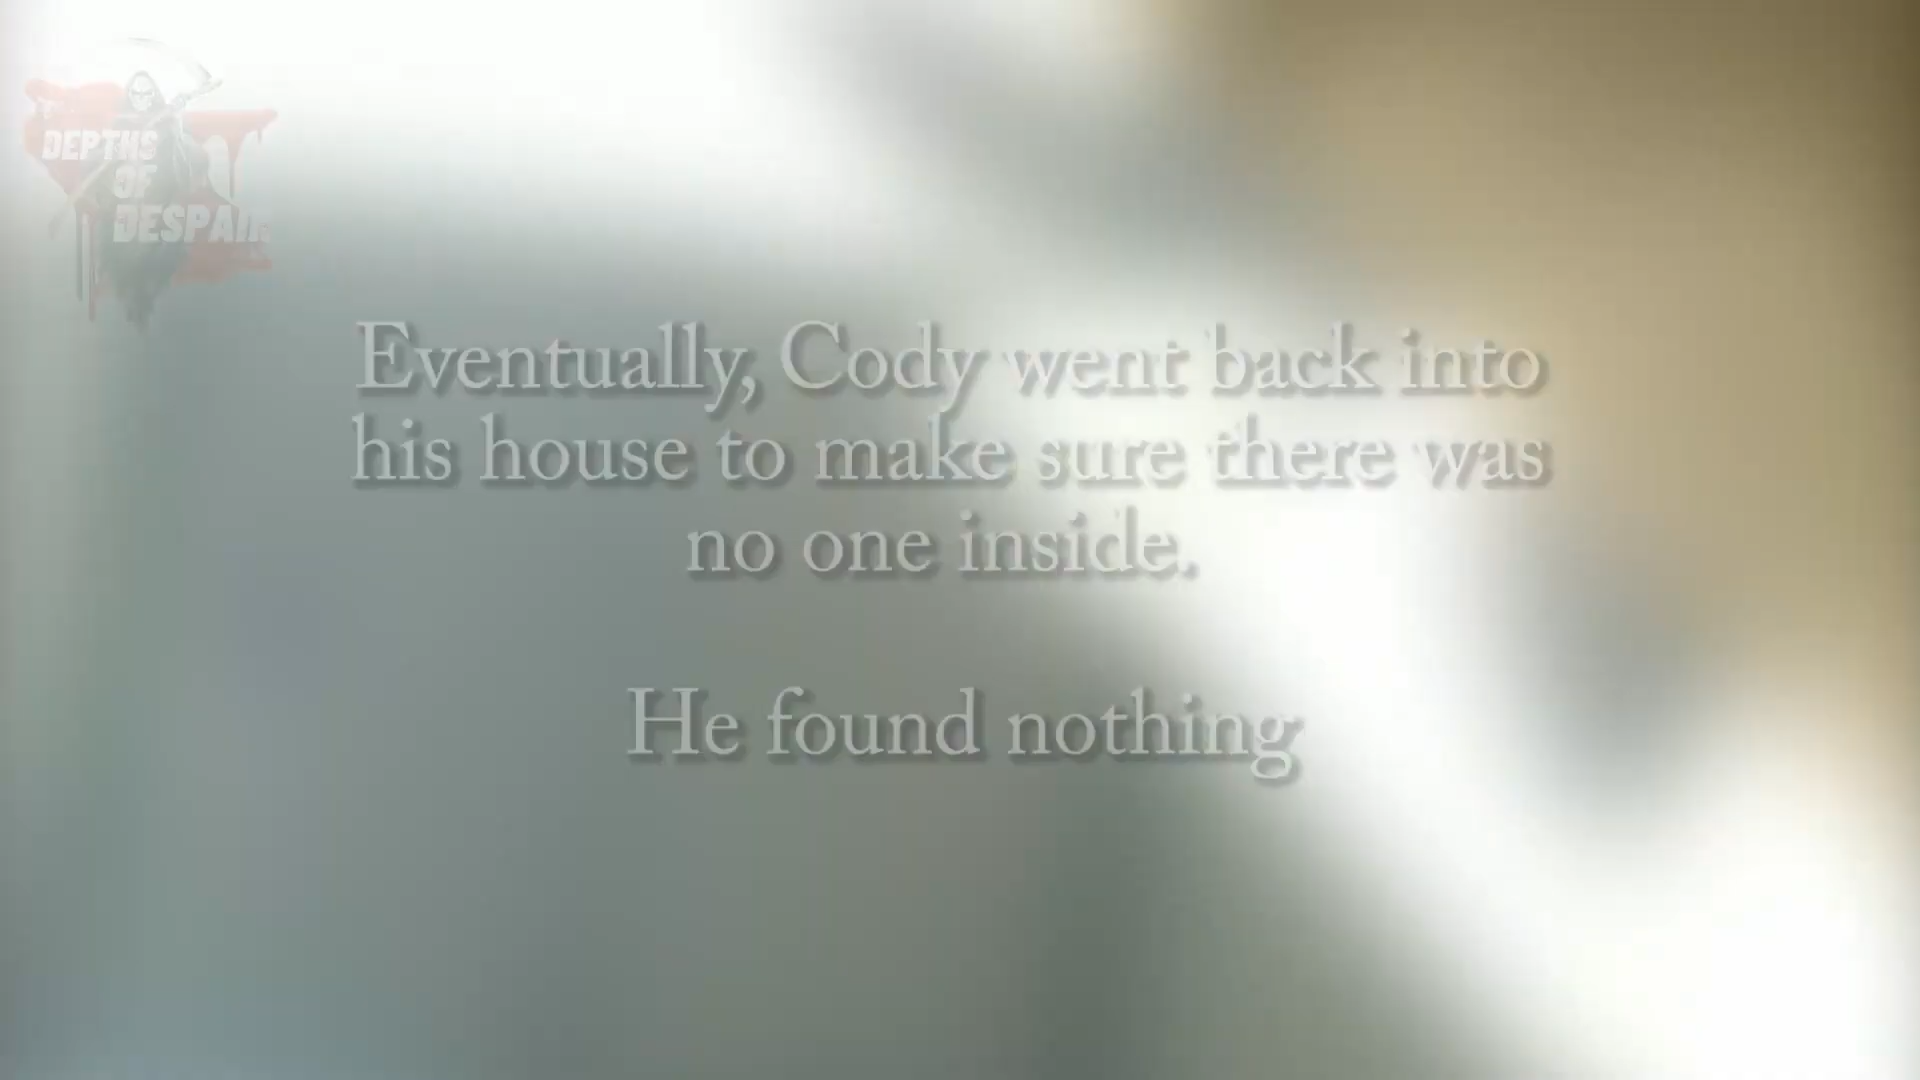 DEPTHS
OF
DESPAIR
Eventually, Cody went back into
his house to make sure there was
no one inside.
He found nothing